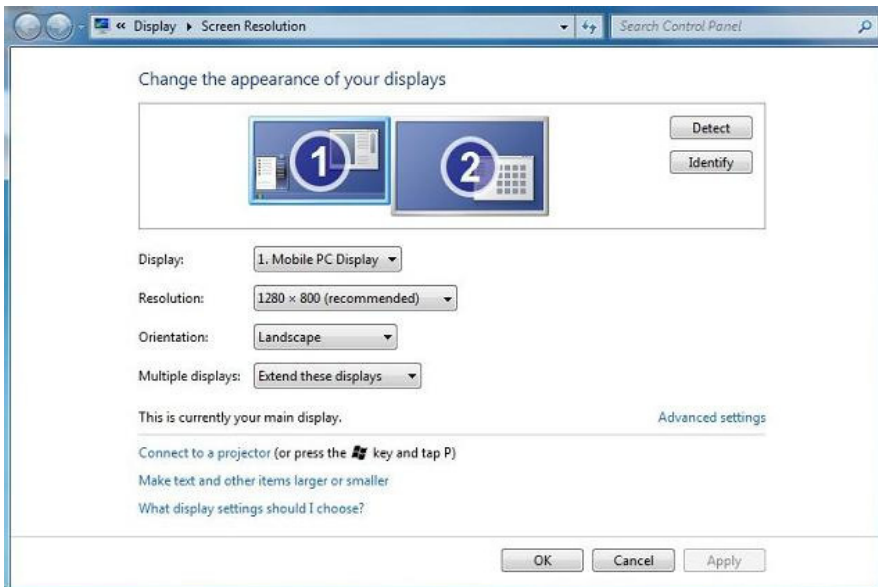 « Display ▸ Screen Resolution
Search Control Panel
Change the appearance of your displays
1
2
Detect
Identify
Display: 1. Mobile PC Display
Resolution: 1280 × 800 (recommended)
Orientation: Landscape
Multiple displays: Extend these displays
This is currently your main display. Advanced settings
Connect to a projector (or press the key and tap P)
Make text and other items larger or smaller
What display settings should I choose?
OK Cancel Apply